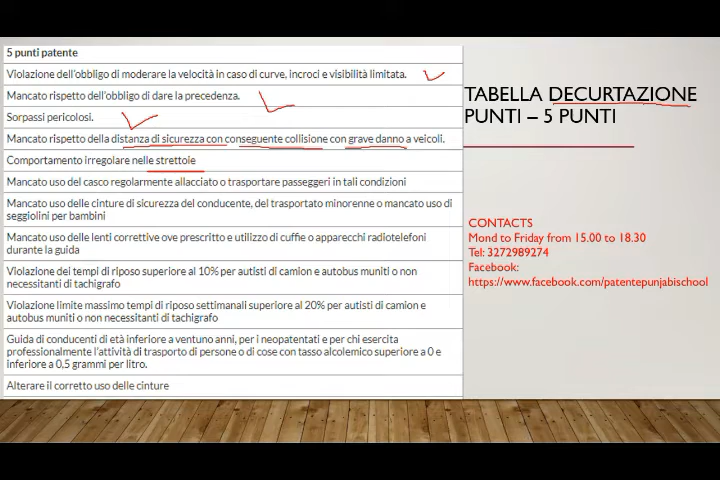 5 punti patente
Violazione dell'obbligo di moderare la velocità in caso di curve, incroci e visibilità limitata.
Mancato rispetto dell'obbligo di dare la precedenza.
Sorpassi pericolosi.
Mancato rispetto della distanza di sicurezza con conseguente collisione con grave danno a veicoli.
Comportamento irregolare nelle strettoie
Mancato uso del casco regolarmente allacciato o trasportare passeggeri in tali condizioni
Mancato uso delle cinture di sicurezza del conducente, del trasportato minorenne o mancato uso di
seggiolini per bambini
Mancato uso delle lenti correttive ove prescritto e utilizzo di cuffie o apparecchi radiotelefoni
durante la guida
Violazione dei tempi di riposo superiore al 10% per autisti di camion e autobus muniti o non
necessitanti di tachigrafo
Violazione limite massimo tempi di riposo settimanali superiore al 20% per autisti di camion e
autobus muniti o non necessitanti di tachigrafo
Guida di conducenti di età inferiore a ventuno anni, per i neopatentati e per chi esercita
professionalmente l'attività di trasporto di persone o di cose con tasso alcolemico superiore a 0 e
inferiore a 0,5 grammi per litro.
Alterare il corretto uso delle cinture
TABELLA DECURTAZIONE
PUNTI – 5 PUNTI
CONTACTS
Mond to Friday from 15.00 to 18.30
Tel: 3272989274
Facebook:
https://www.facebook.com/patentepunjabischool